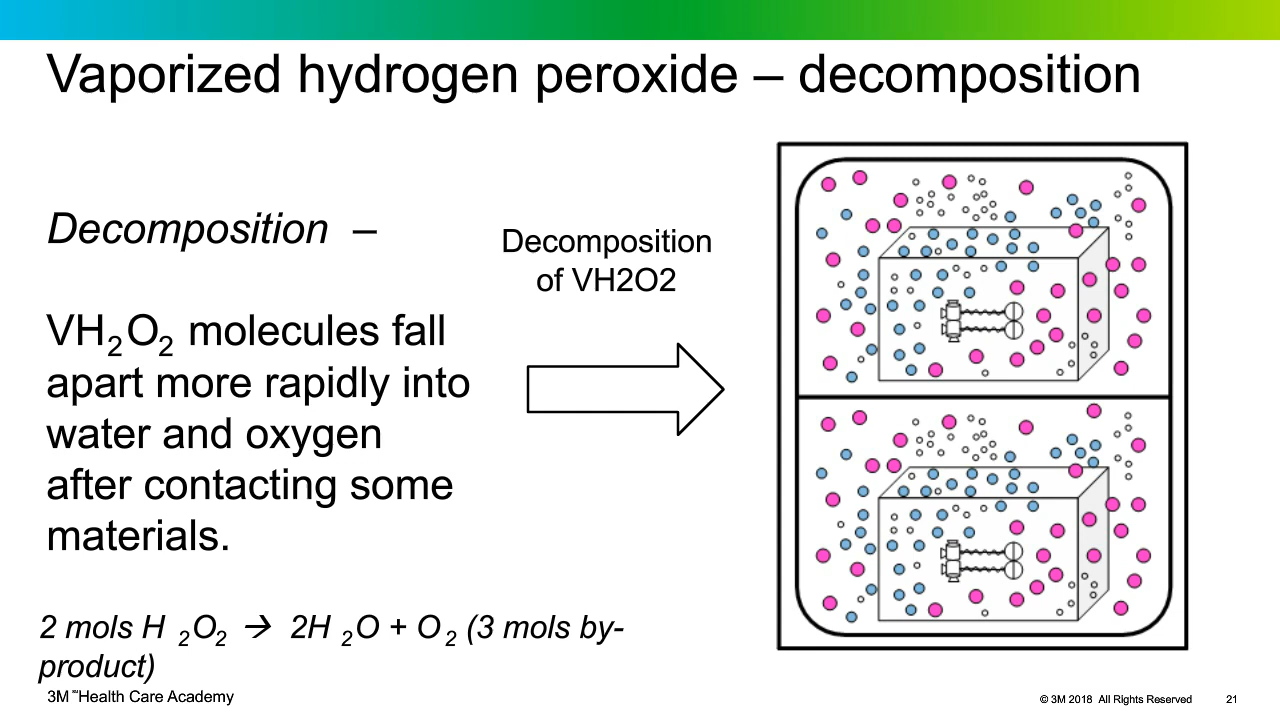 Vaporized hydrogen peroxide – decomposition
Decomposition –
VH2O2 molecules fall
apart more rapidly into
water and oxygen
after contacting some
materials.
2 mols H 2O2 → 2H 2O + O 2 (3 mols by-
product)
Decomposition
of VH2O2
3M™Health Care Academy
© 3M 2018 All Rights Reserved
21